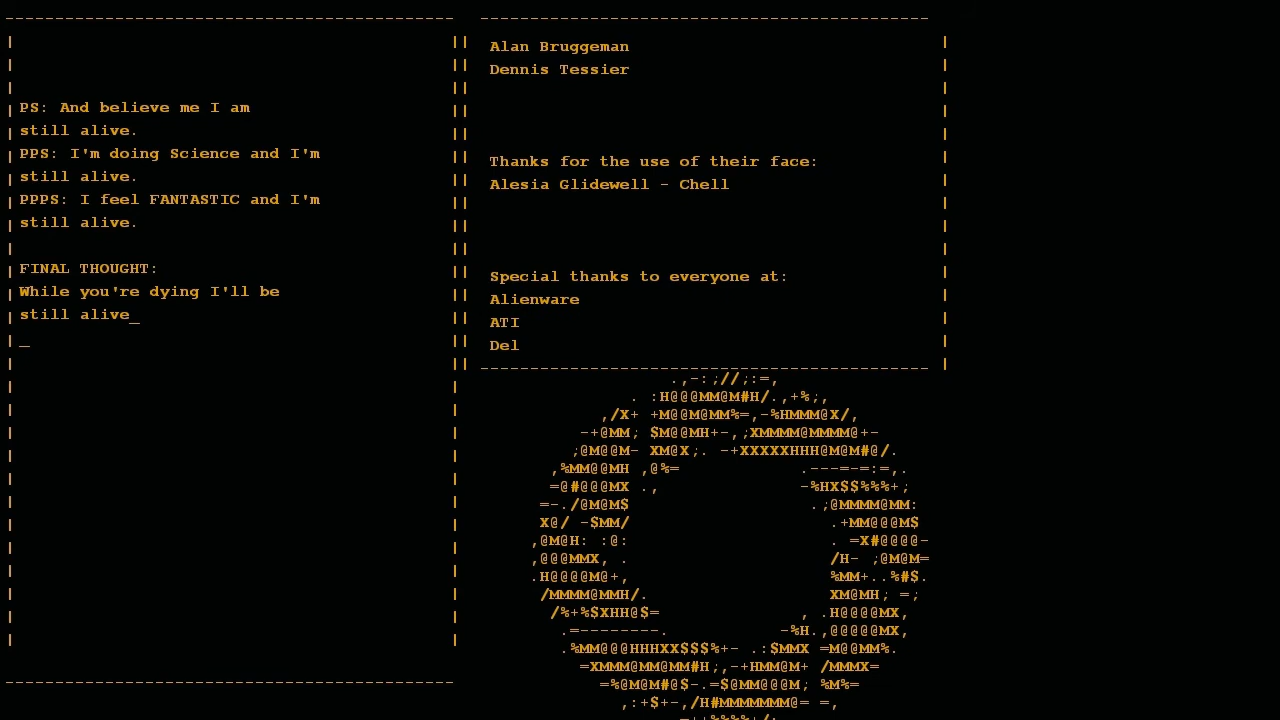 PS: And believe me I am
still alive.
PPS: I'm doing Science and I'm
still alive.
PPPS: I feel FANTASTIC and I'm
still alive.
FINAL THOUGHT:
While you're dying I'll be
still alive_
_
Alan Bruggeman
Dennis Tessier
Thanks for the use of their face:
Alesia Glidewell - Chell
Special thanks to everyone at:
Alienware
ATI
Del